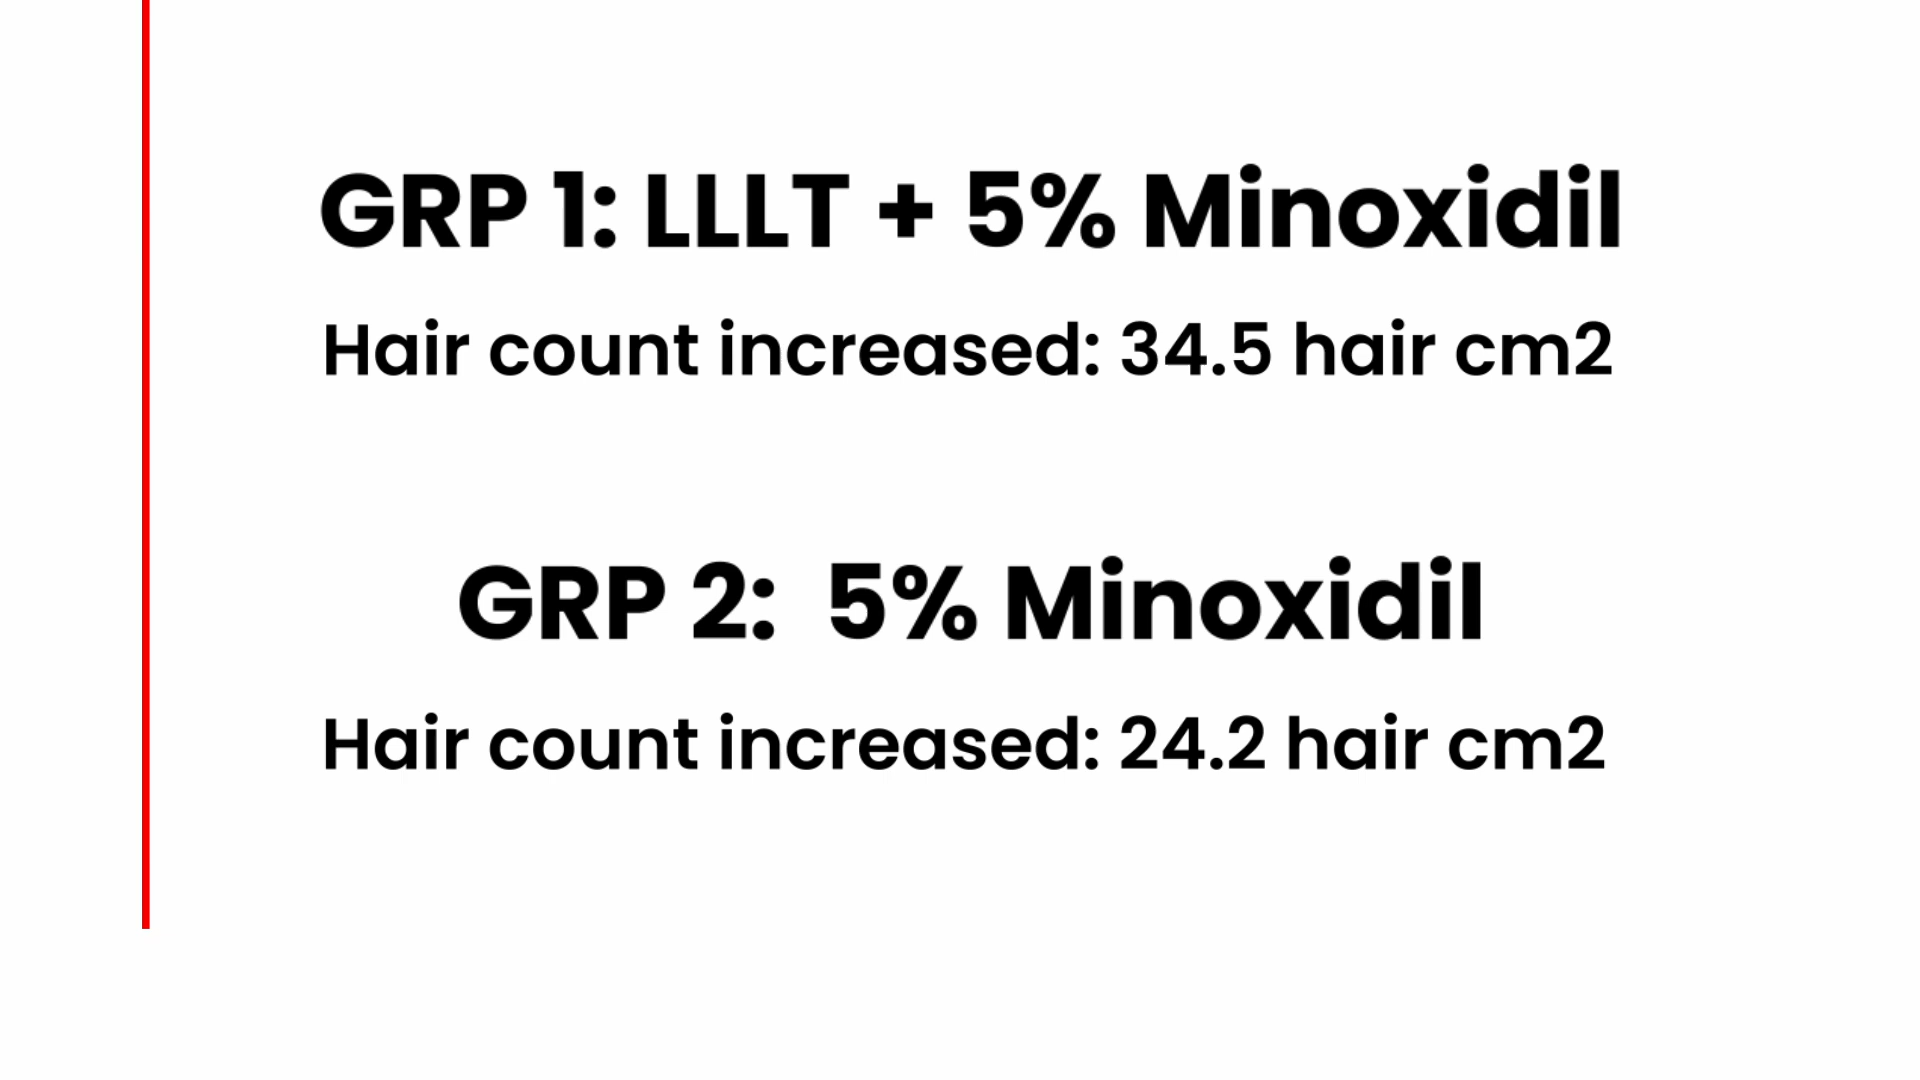 GRP 1: LLLT + 5% Minoxidil
Hair count increased: 34.5 hair cm2
GRP 2:  5% Minoxidil
Hair count increased: 24.2 hair cm2